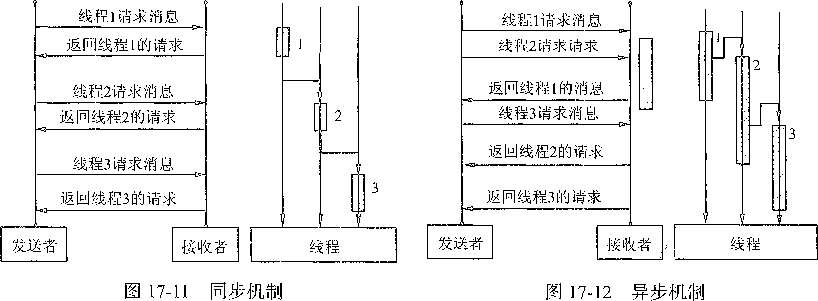 线程1请求消息
返回线程1的请求
线程2请求消息
返回线程2的请求
线程3请求消息
返回线程3的请求
1
2
3
发送者
接收者
线程
图 17-11 同步机制
线程1请求消息
线程2请求请求
返回线程1的消息
线程3请求消息
返回线程2的请求
返回线程3的请求
1
2
3
发送者
接收者
线程
图 17-12 异步机制